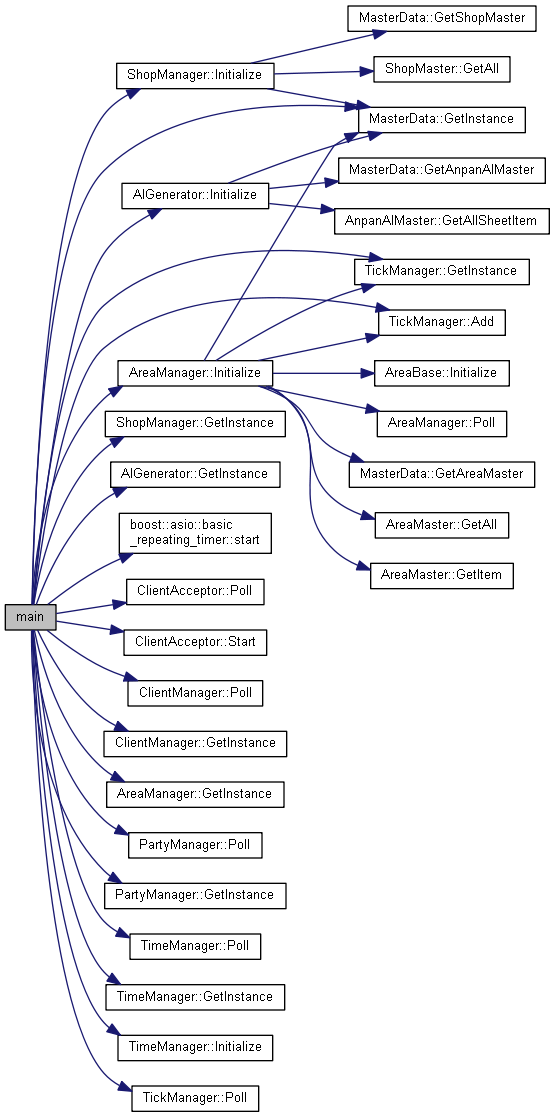 MasterData::GetShopMaster
ShopManager::Initialize
ShopMaster::GetAll
MasterData::GetInstance
MasterData::GetAnpanAIMaster
AIGenerator::Initialize
AnpanAIMaster::GetAllSheetItem
TickManager::GetInstance
TickManager::Add
AreaManager::Initialize
AreaBase::Initialize
ShopManager::GetInstance
AreaManager::Poll
AIGenerator::GetInstance
MasterData::GetAreaMaster
boost::asio::basic
_repeating_timer::start
AreaMaster::GetAll
AreaMaster::GetItem
ClientAcceptor::Poll
main
ClientAcceptor::Start
ClientManager::Poll
ClientManager::GetInstance
AreaManager::GetInstance
PartyManager::Poll
PartyManager::GetInstance
TimeManager::Poll
TimeManager::GetInstance
TimeManager::Initialize
TickManager::Poll